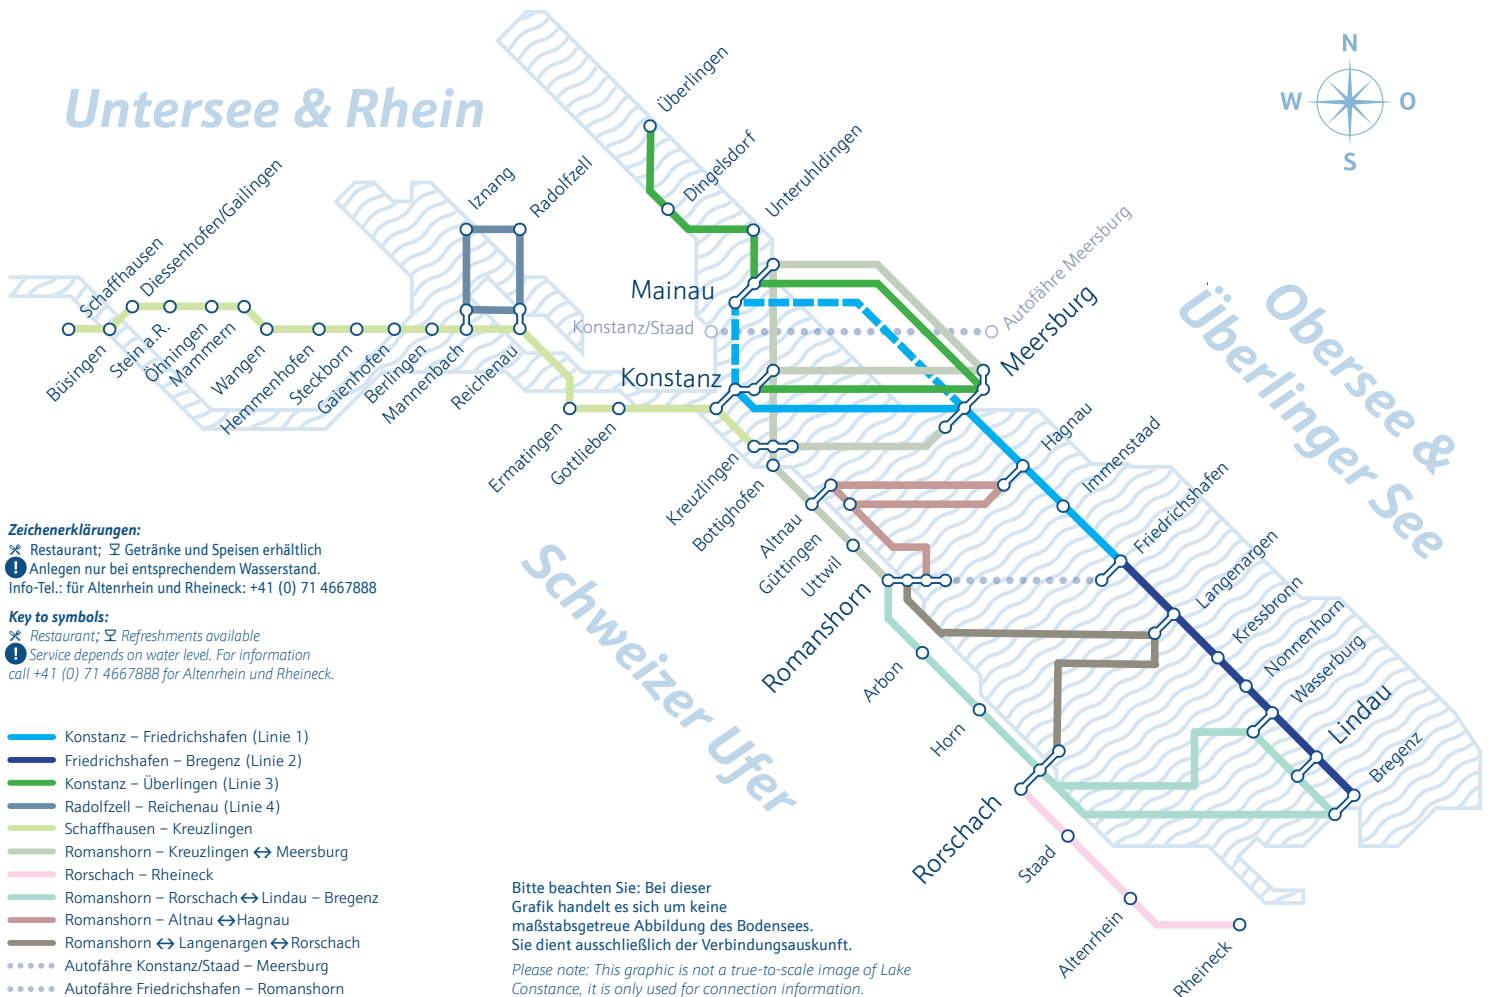 Untersee & Rhein
N
W
O
S
Überlingen
Dingelsdorf
Unteruhldingen
Iznang
Radolfzell
Schaffhausen
Diessenhofen/Gailingen
Autofähre Meersburg
Mainau
Konstanz/Staad
Meersburg
Obersee &
Überlinger See
Büsingen
Stein a.R.
Öhningen
Mammern
Wangen
Hemmenhofen
Steckborn
Gaienhofen
Berlingen
Mannenbach
Reichenau
Konstanz
Ermatingen
Gottlieben
Kreuzlingen
Bottighofen
Hagnau
Immenstaad
Friedrichshafen
Altnau
Güttingen
Uttwil
Langenargen
Kressbronn
Nonnenhorn
Wasserburg
Lindau
Bregenz
Romanshorn
Arbon
Horn
Rorschach
Staad
Altenrhein
Rheineck
Schweizer Ufer
Zeichenerklärungen:
Restaurant; Getränke und Speisen erhältlich
! Anlegen nur bei entsprechendem Wasserstand.
Info-Tel.: für Altenrhein und Rheineck: +41 (0) 71 4667888
Key to symbols:
Restaurant; Refreshments available
! Service depends on water level. For information
call +41 (0) 71 4667888 for Altenrhein und Rheineck.
Konstanz – Friedrichshafen (Linie 1)
Friedrichshafen – Bregenz (Linie 2)
Konstanz – Überlingen (Linie 3)
Radolfzell – Reichenau (Linie 4)
Schaffhausen – Kreuzlingen
Romanshorn – Kreuzlingen ↔ Meersburg
Rorschach – Rheineck
Romanshorn – Rorschach ↔ Lindau – Bregenz
Romanshorn – Altnau ↔ Hagnau
Romanshorn ↔ Langenargen ↔ Rorschach
Autofähre Konstanz/Staad – Meersburg
Autofähre Friedrichshafen – Romanshorn
Bitte beachten Sie: Bei dieser
Grafik handelt es sich um keine
maßstabsgetreue Abbildung des Bodensees.
Sie dient ausschließlich der Verbindungsauskunft.
Please note: This graphic is not a true-to-scale image of Lake
Constance, it is only used for connection information.